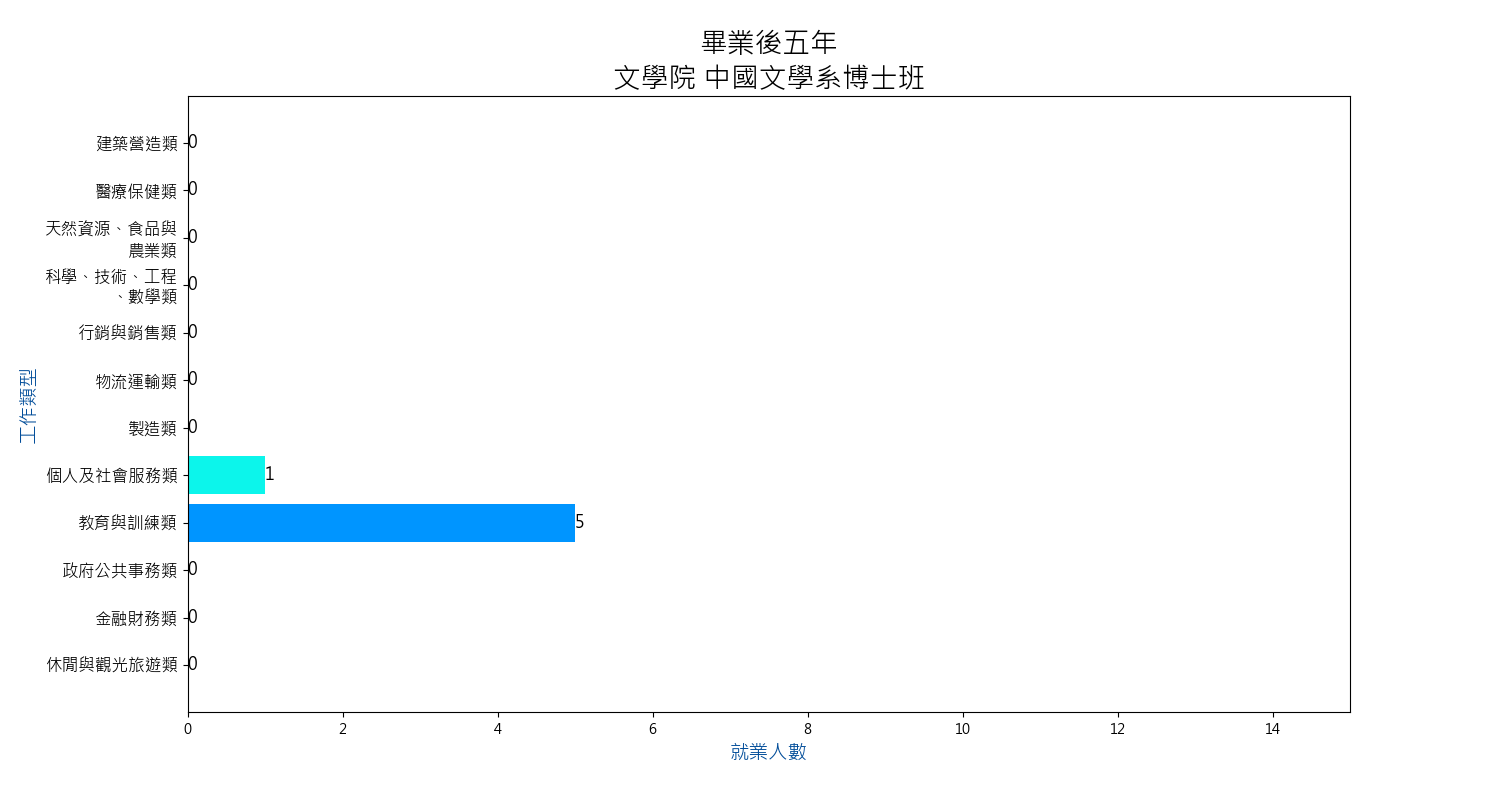 畢業後五年
文學院 中國文學系博士班
建築營造類 0
醫療保健類 0
天然資源、食品與
農業類 0
科學、技術、工程
、數學類 0
行銷與銷售類 0
物流運輸類 0
製造類 0
個人及社會服務類 1
教育與訓練類 5
政府公共事務類 0
金融財務類 0
休閒與觀光旅遊類 0
工作類型
0 2 4 6 8 10 12 14
就業人數